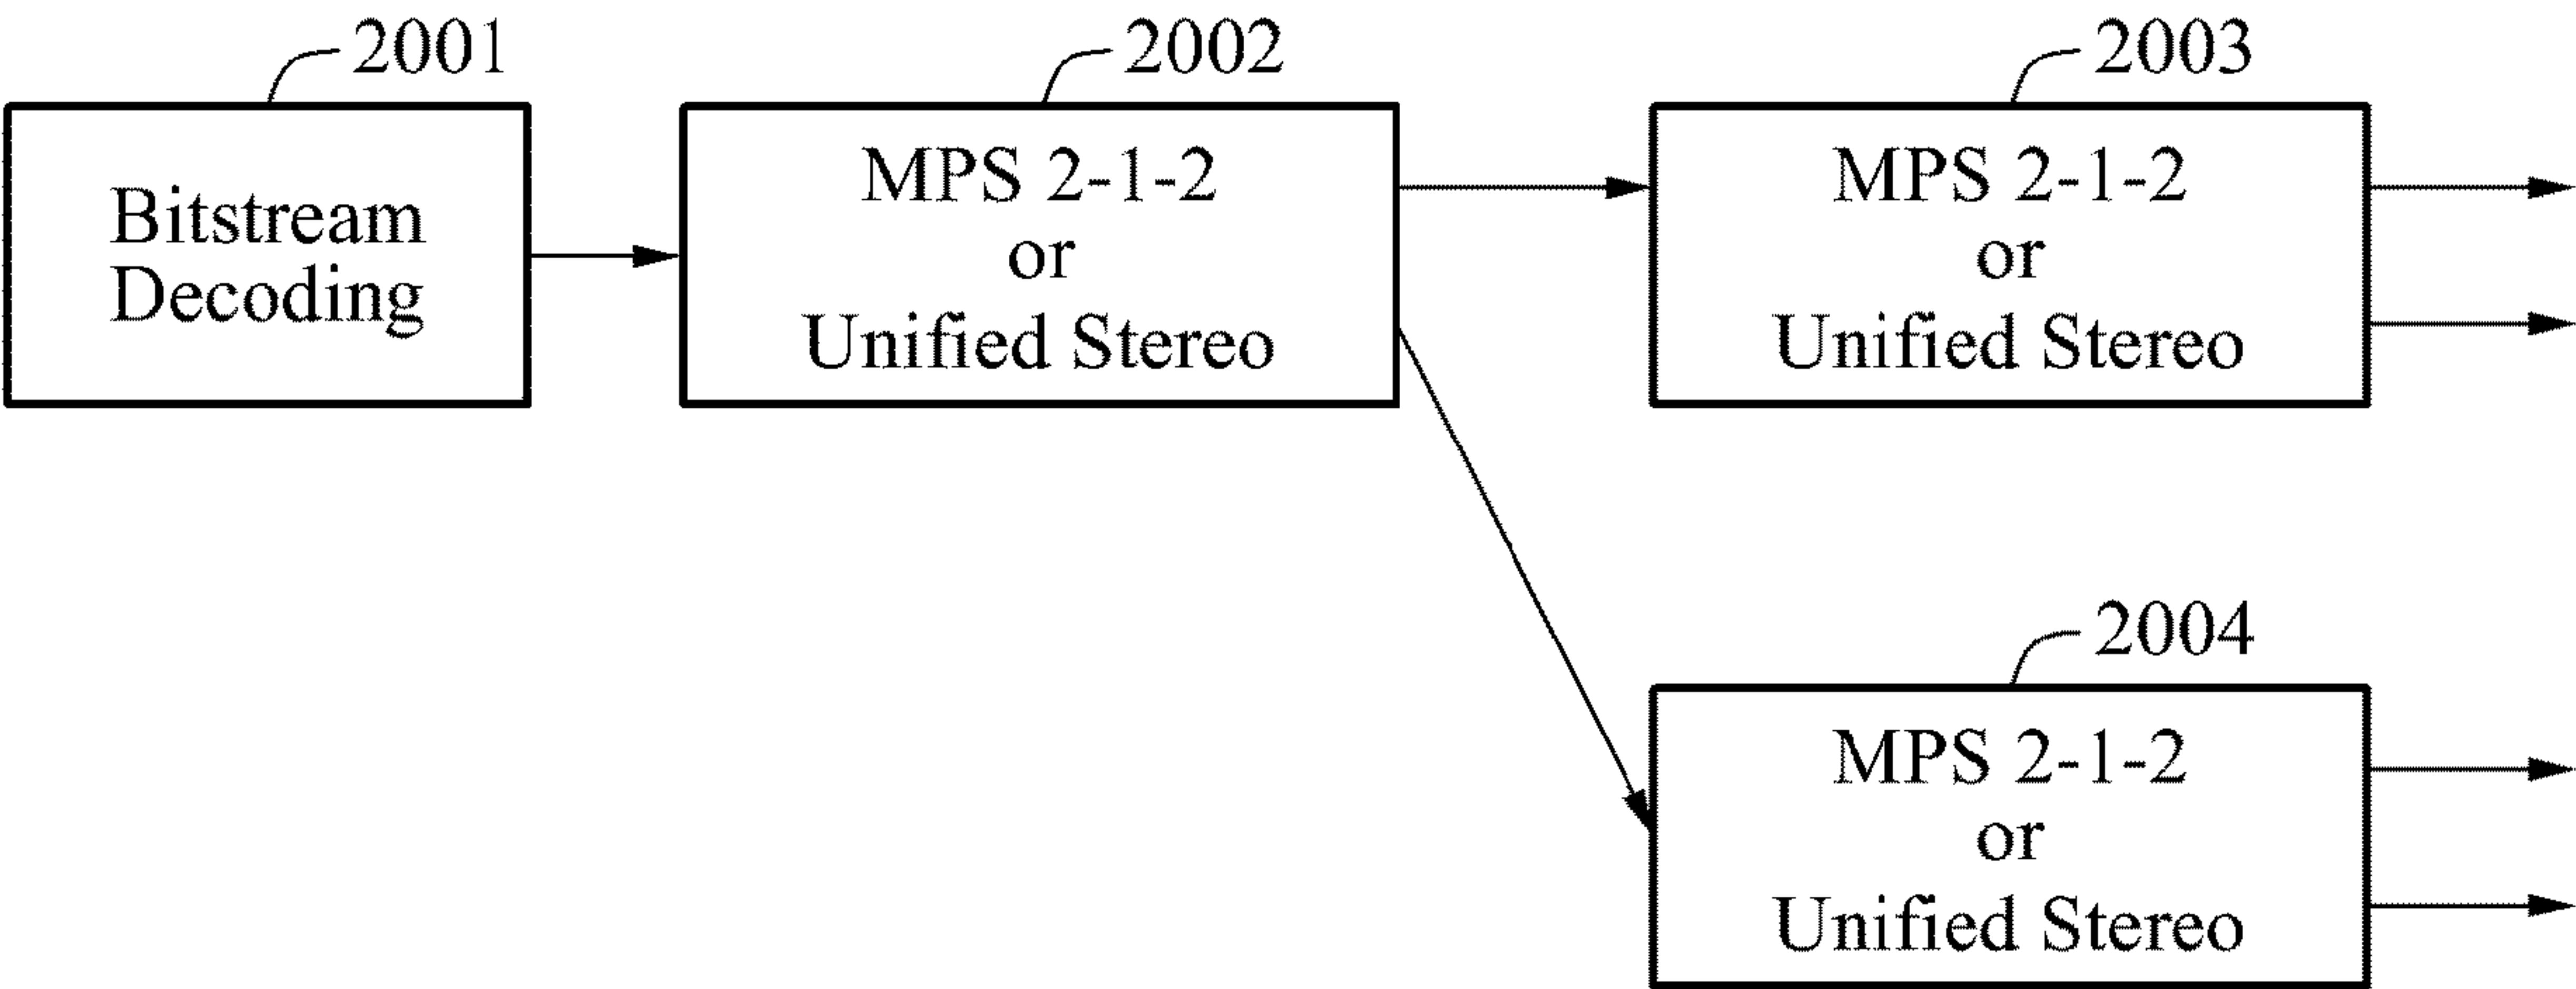 2001
Bitstream
Decoding
2002
MPS 2-1-2
or
Unified Stereo
2003
MPS 2-1-2
or
Unified Stereo
2004
MPS 2-1-2
or
Unified Stereo